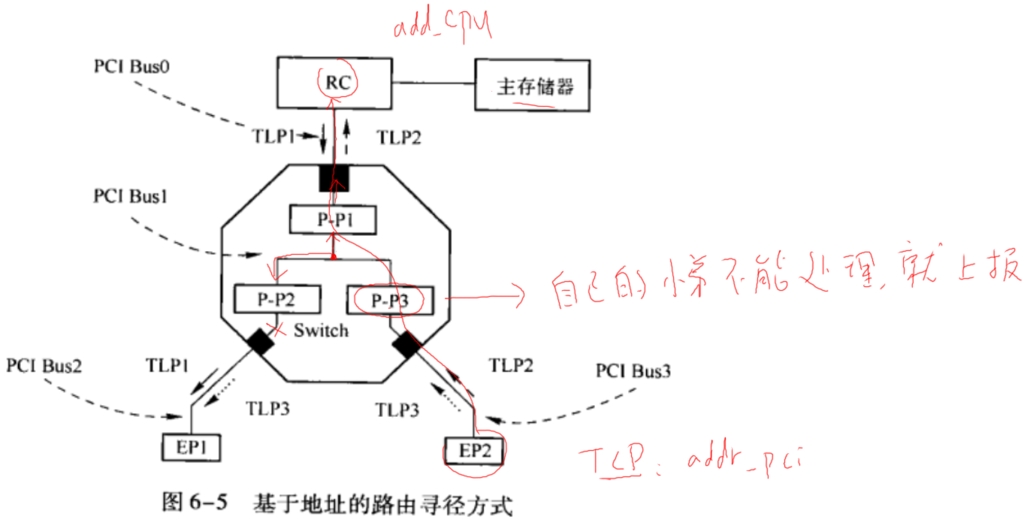 add_cpu
PCI Bus0
RC
主存储器
TLP1
TLP2
PCI Bus1
P-P1
P-P2
P-P3
自己的小弟不能处理,就上报
Switch
PCI Bus2
TLP1
TLP2
PCI Bus3
TLP3
TLP3
EP1
EP2
TLP: addr_pci
图 6-5 基于地址的路由寻径方式